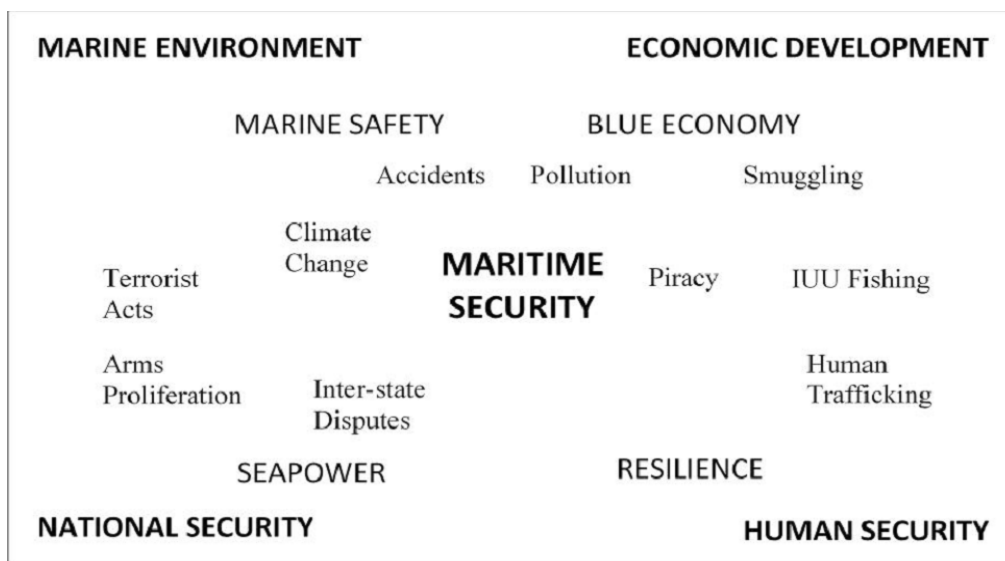 MARINE ENVIRONMENT
ECONOMIC DEVELOPMENT
MARINE SAFETY
BLUE ECONOMY
Accidents
Pollution
Smuggling
Climate
Change
MARITIME
SECURITY
Piracy
IUU Fishing
Terrorist
Acts
Arms
Proliferation
Inter-state
Disputes
Human
Trafficking
SEAPOWER
RESILIENCE
NATIONAL SECURITY
HUMAN SECURITY